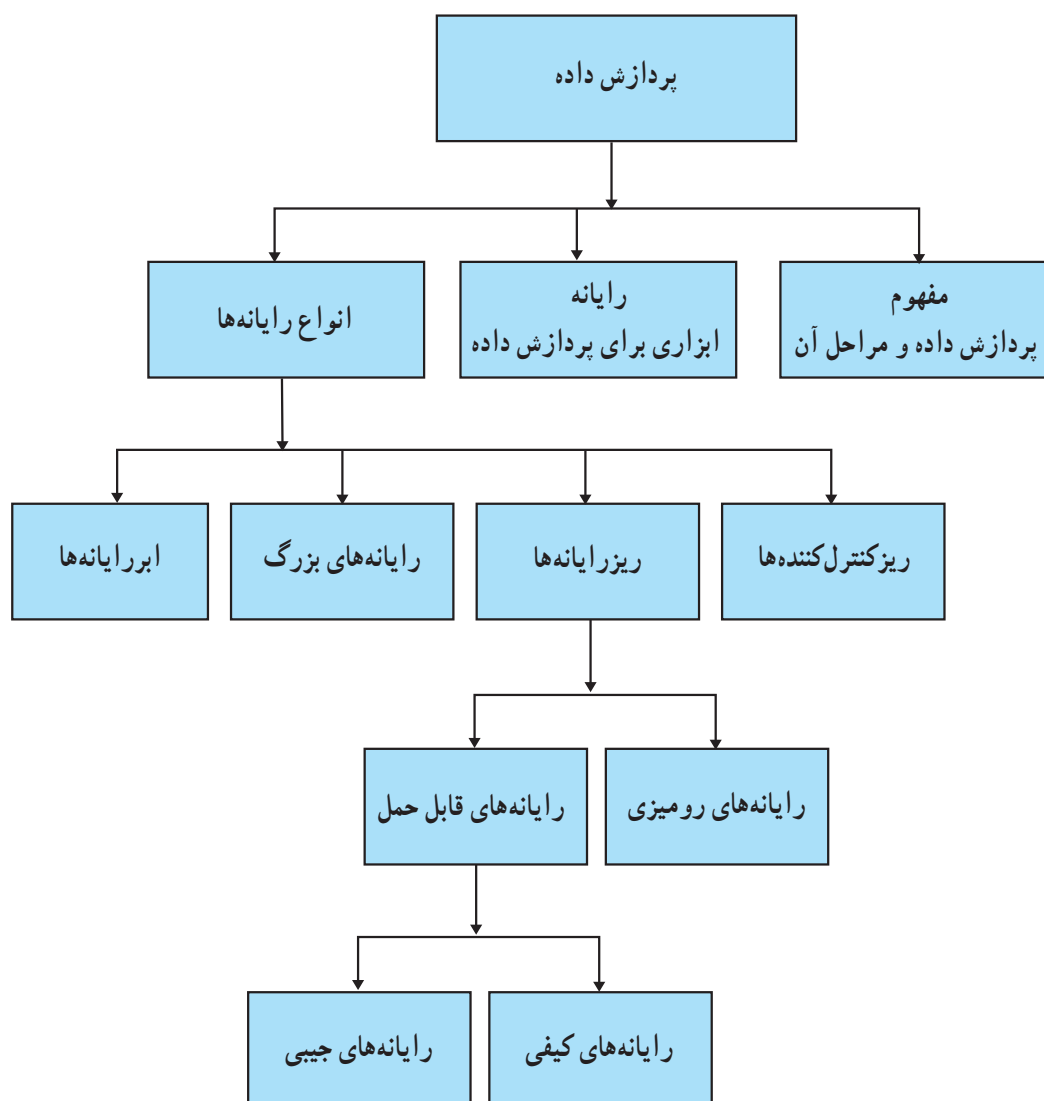 پردازش داده
مفهوم
پردازش داده و مراحل آن
رایانه
ابزاری برای پردازش داده
انواع رایانه‌ها
ریزکنترل‌کننده‌ها
ریزرایانه‌ها
رایانه‌های بزرگ
ابررایانه‌ها
رایانه‌های رومیزی
رایانه‌های قابل حمل
رایانه‌های کیفی
رایانه‌های جیبی